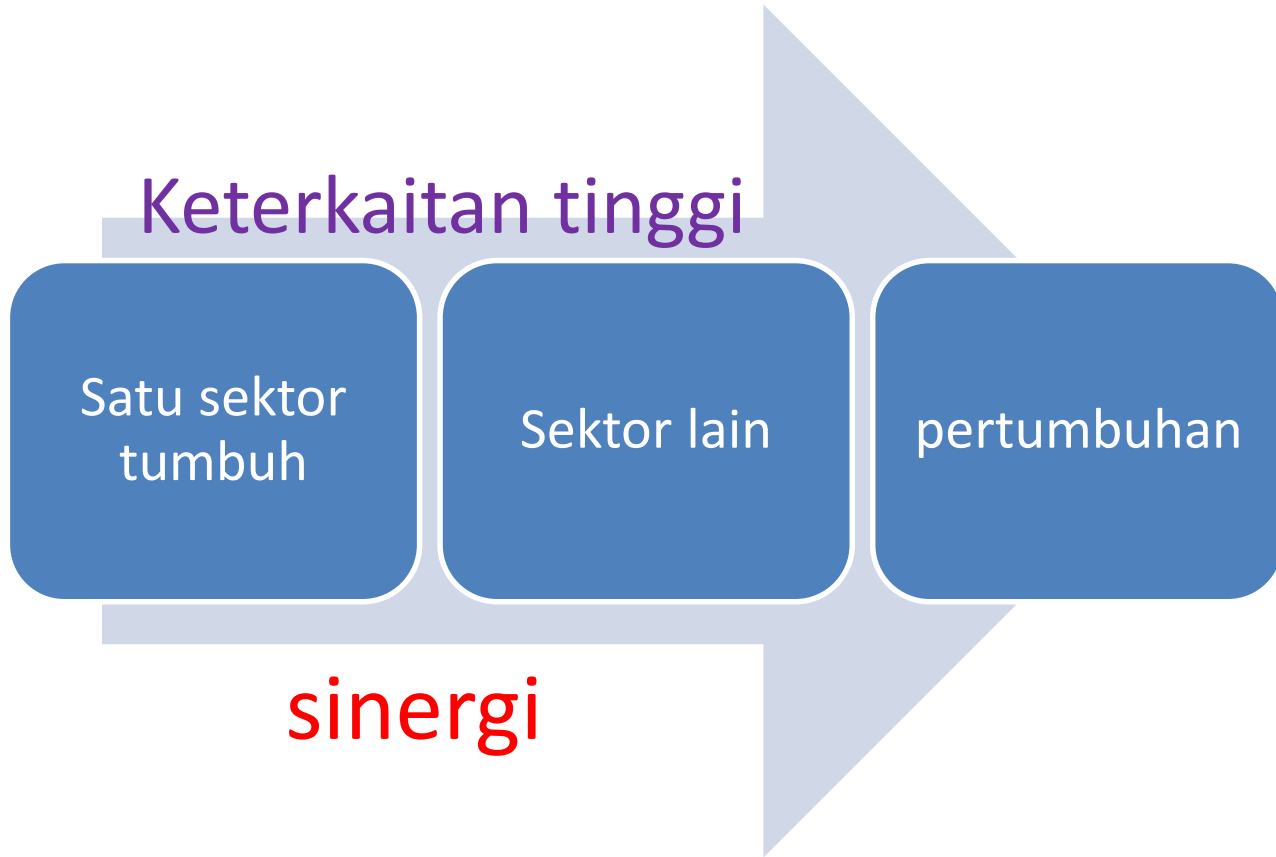 Keterkaitan tinggi
Satu sektor
tumbuh
Sektor lain
pertumbuhan
sinergi